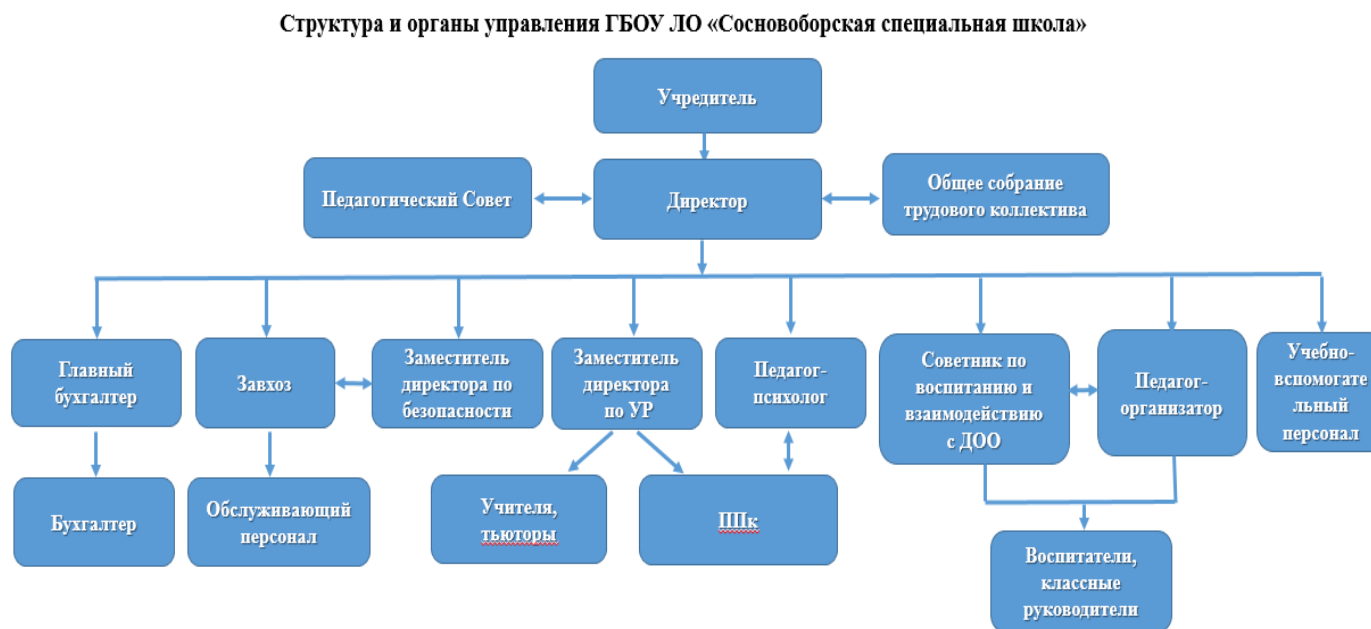 Структура и органы управления ГБОУ ЛО «Сосновоборская специальная школа»
Учредитель
Педагогический Совет
Директор
Общее собрание
трудового коллектива
Главный
бухгалтер
Завхоз
Заместитель
директора по
безопасности
Заместитель
директора
по УР
Педагог-
психолог
Советник по
воспитанию и
взаимодействию
с ДОО
Педагог-
организатор
Учебно-
вспомогате
льный
персонал
Бухгалтер
Обслуживающий
персонал
Учителя,
тьюторы
ППк
Воспитатели,
классные
руководители